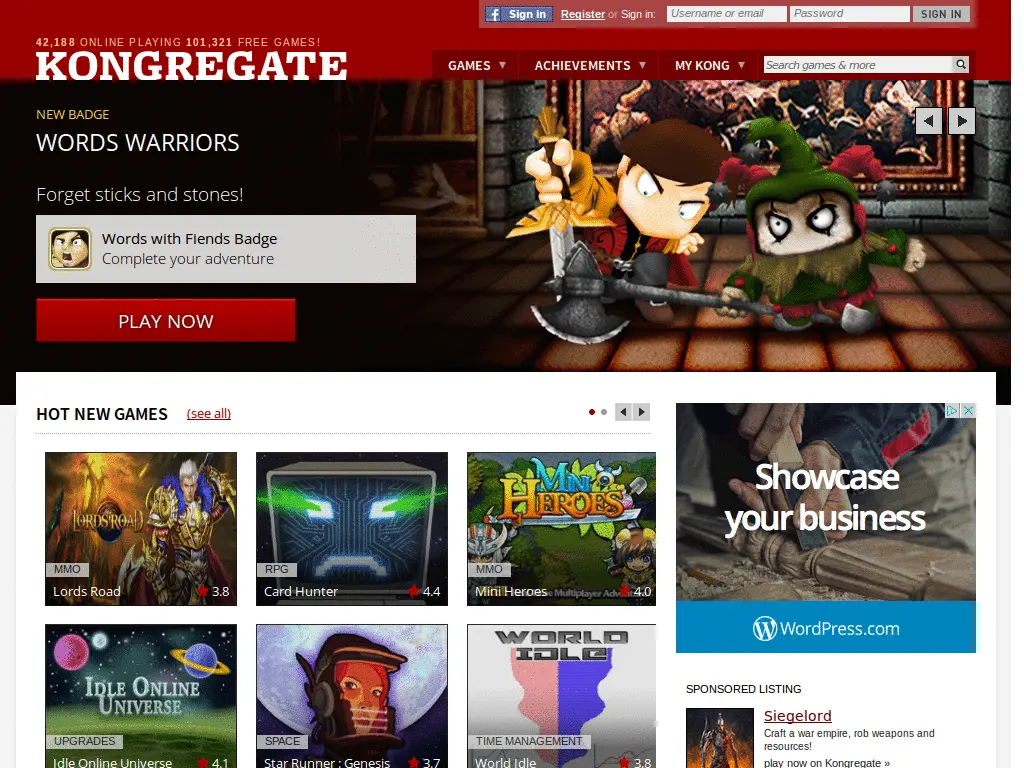 Sign In Register or Sign in: Username or email Password SIGN IN
42,188 ONLINE PLAYING 101,321 FREE GAMES!
KONGREGATE
GAMES ACHIEVEMENTS MY KONG Search games & more
NEW BADGE
WORDS WARRIORS
Forget sticks and stones!
Words with Fiends Badge
Complete your adventure
PLAY NOW
HOT NEW GAMES (see all)
LORDS ROAD
MMO
Lords Road 3.8
RPG
Card Hunter 4.4
MINI
HEROES
MMO
Mini Heroes 4.0
IDLE ONLINE
UNIVERSE
UPGRADES
Idle Online Universe 4.1
SPACE
Star Runner : Genesis 3.7
WORLD
IDLE
TIME MANAGEMENT
World Idle 3.8
Showcase
your business
WordPress.com
SPONSORED LISTING
Siegelord
Craft a war empire, rob weapons and
resources!
play now on Kongregate »